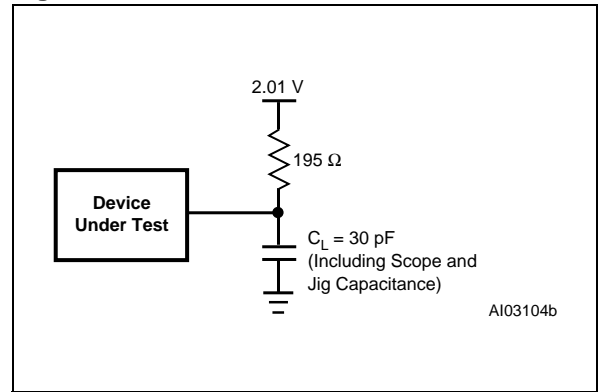 2.01 V
195 Ω
Device
Under Test
C_L = 30 pF
(Including Scope and
Jig Capacitance)
AI03104b